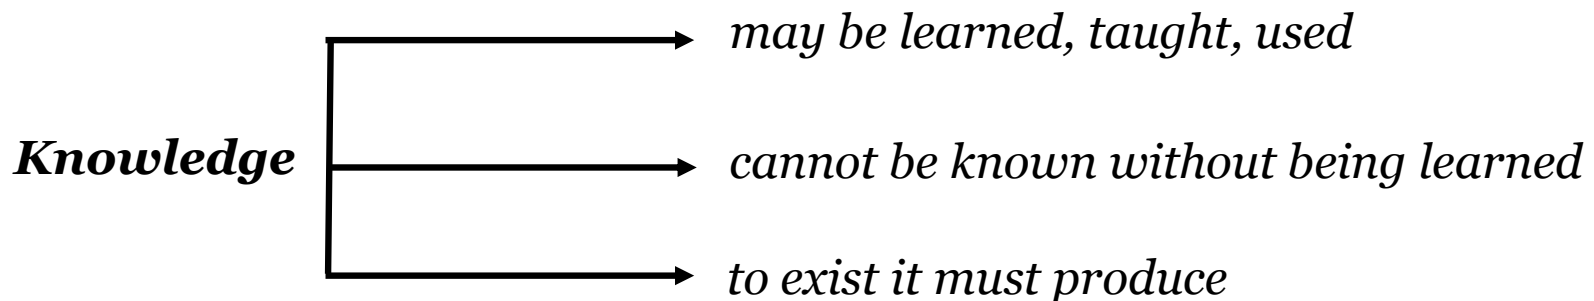 may be learned, taught, used
Knowledge
cannot be known without being learned
to exist it must produce